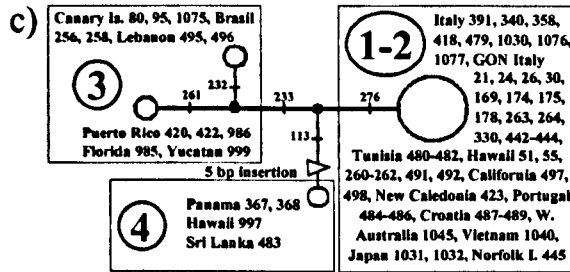 c)
Canary Is. 80, 95, 1075, Brasil
256, 258, Lebanon 495, 496
3
232
261
233
276
Puerto Rico 420, 422, 986
Florida 985, Yucatan 999
113
5 bp insertion
4
Panama 367, 368
Hawaii 997
Sri Lanka 483
1-2
Italy 391, 340, 358,
418, 479, 1030, 1076,
1077, GON Italy
21, 24, 26, 30,
169, 174, 175,
178, 263, 264,
330, 442-444,
Tunisia 480-482, Hawaii 51, 55,
260-262, 491, 492, California 497,
498, New Caledonia 423, Portugal
484-486, Croatia 487-489, W.
Australia 1045, Vietnam 1040,
Japan 1031, 1032, Norfolk I. 445